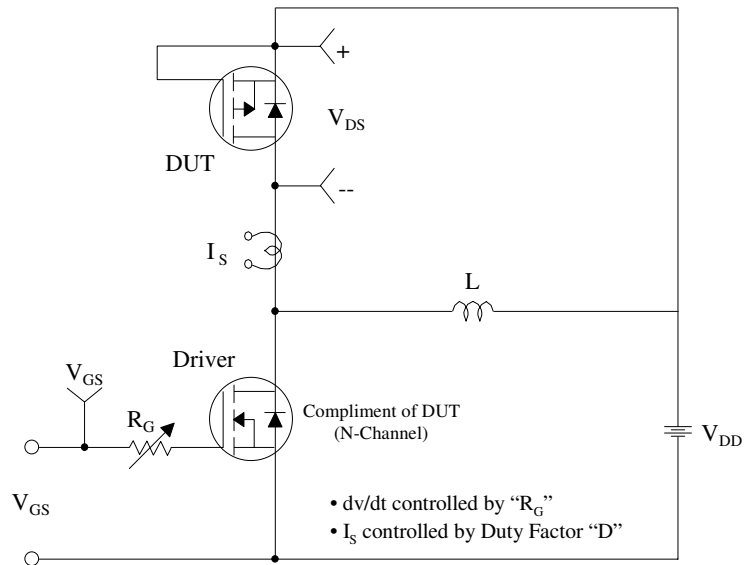 +
V_DS
DUT
--
I_S
L
Driver
V_GS
R_G
Compliment of DUT
(N-Channel)
V_DD
V_GS
• dv/dt controlled by “R_G”
• I_S controlled by Duty Factor “D”